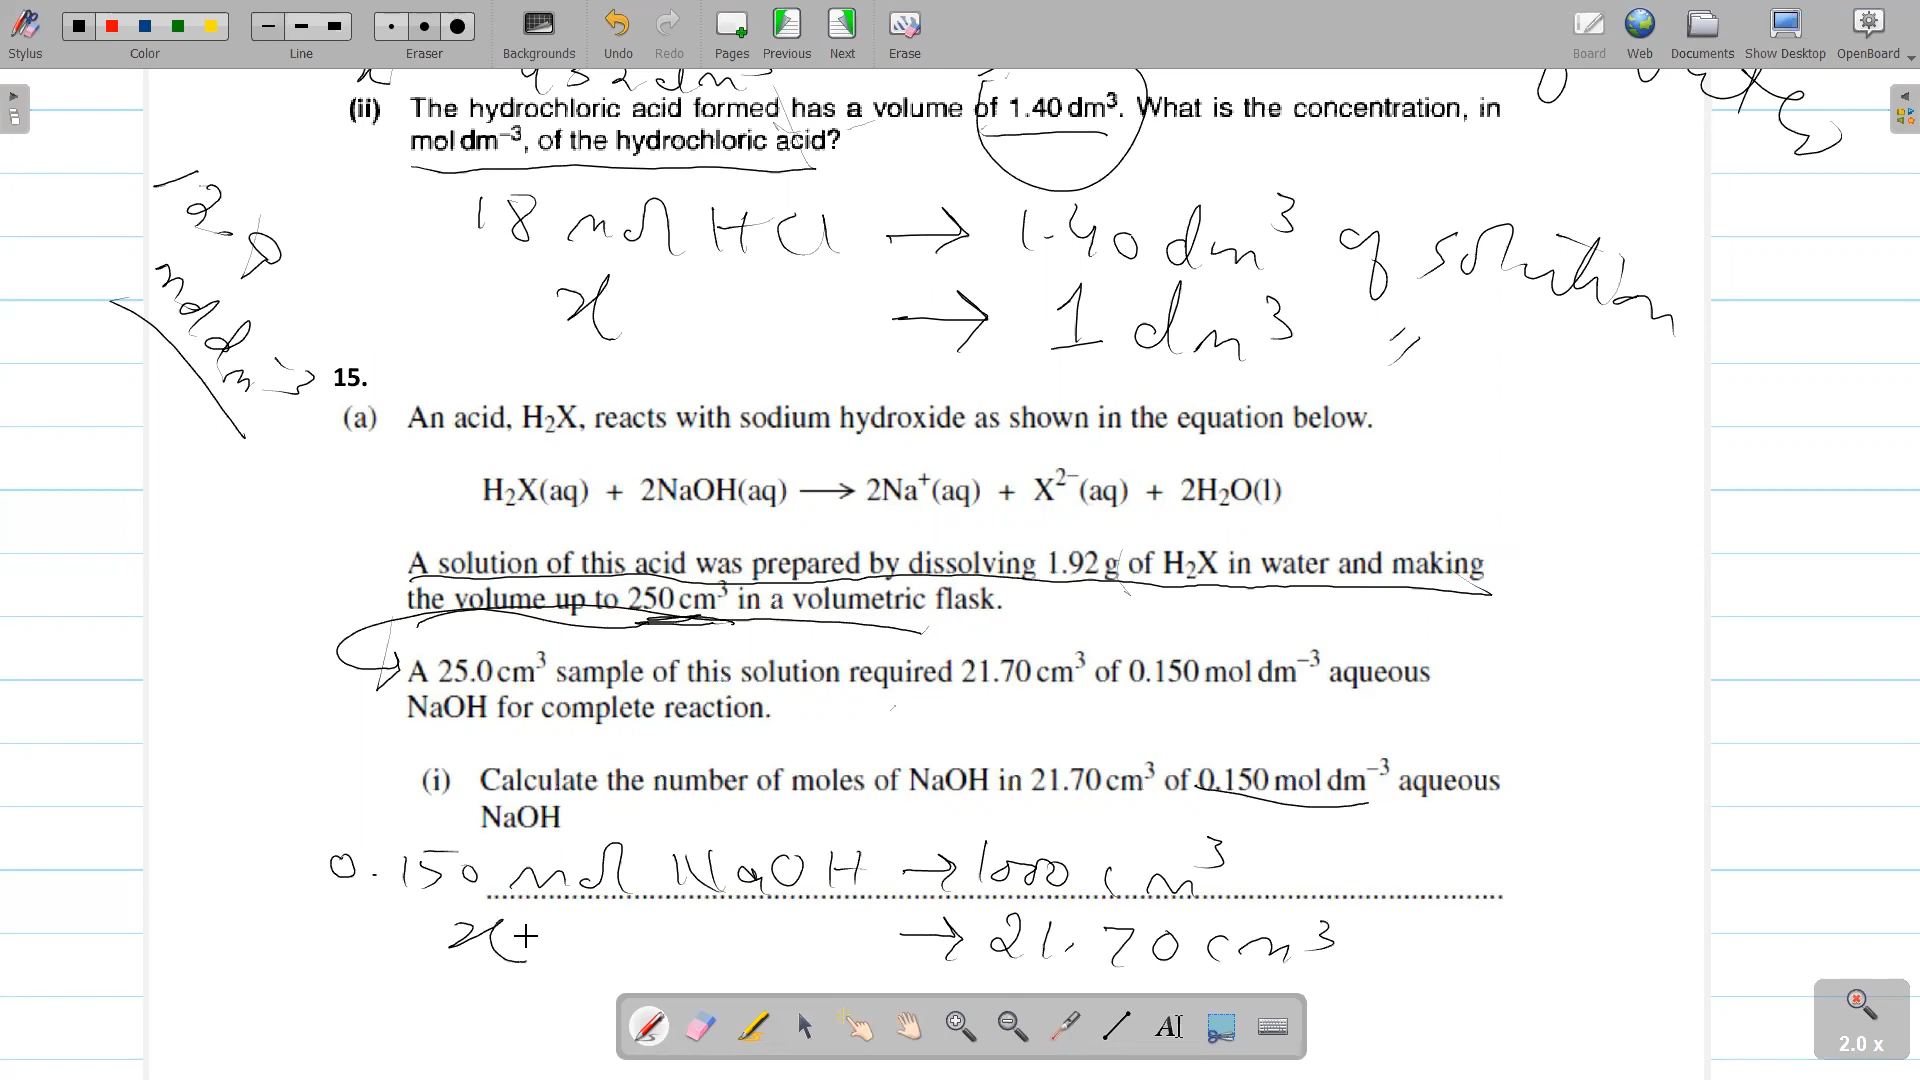 Stylus Color Line Eraser Backgrounds Undo Redo Pages Previous Next Erase Board Web Documents Show Desktop OpenBoard
(ii) The hydrochloric acid formed has a volume of 1.40 dm³. What is the concentration, in
mol dm⁻³, of the hydrochloric acid?
18 mol HCl → 1.40 dm³ of solution
x → 1 dm³ "
15.
(a) An acid, H₂X, reacts with sodium hydroxide as shown in the equation below.
H₂X(aq) + 2NaOH(aq) ⟶ 2Na⁺(aq) + X²⁻(aq) + 2H₂O(l)
A solution of this acid was prepared by dissolving 1.92 g of H₂X in water and making
the volume up to 250 cm³ in a volumetric flask.
A 25.0 cm³ sample of this solution required 21.70 cm³ of 0.150 mol dm⁻³ aqueous
NaOH for complete reaction.
(i) Calculate the number of moles of NaOH in 21.70 cm³ of 0.150 mol dm⁻³ aqueous
NaOH
0.150 mol NaOH → 1000 cm³
x → 21.70 cm³
2.0 x